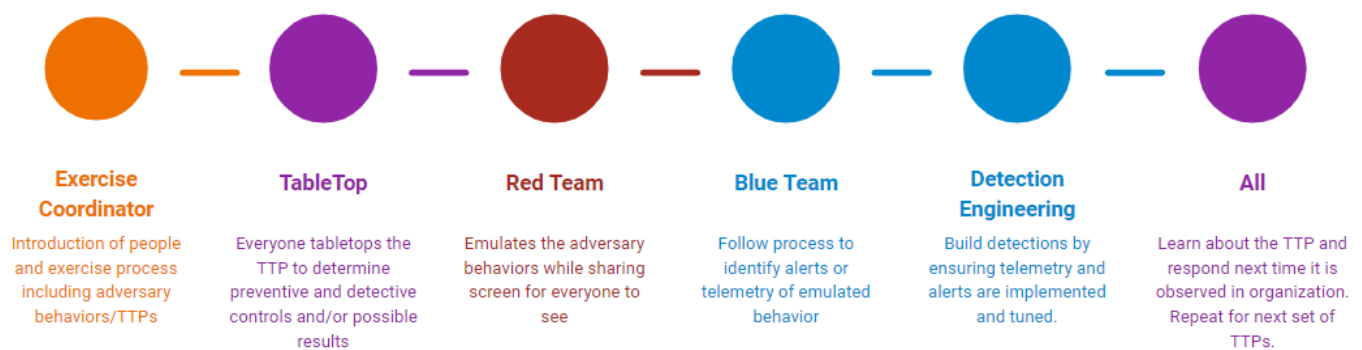 Exercise
Coordinator
Introduction of people
and exercise process
including adversary
behaviors/TTPs
TableTop
Everyone tabletops the
TTP to determine
preventive and detective
controls and/or possible
results
Red Team
Emulates the adversary
behaviors while sharing
screen for everyone to
see
Blue Team
Follow process to
identify alerts or
telemetry of emulated
behavior
Detection
Engineering
Build detections by
ensuring telemetry and
alerts are implemented
and tuned.
All
Learn about the TTP and
respond next time it is
observed in organization.
Repeat for next set of
TTPs.